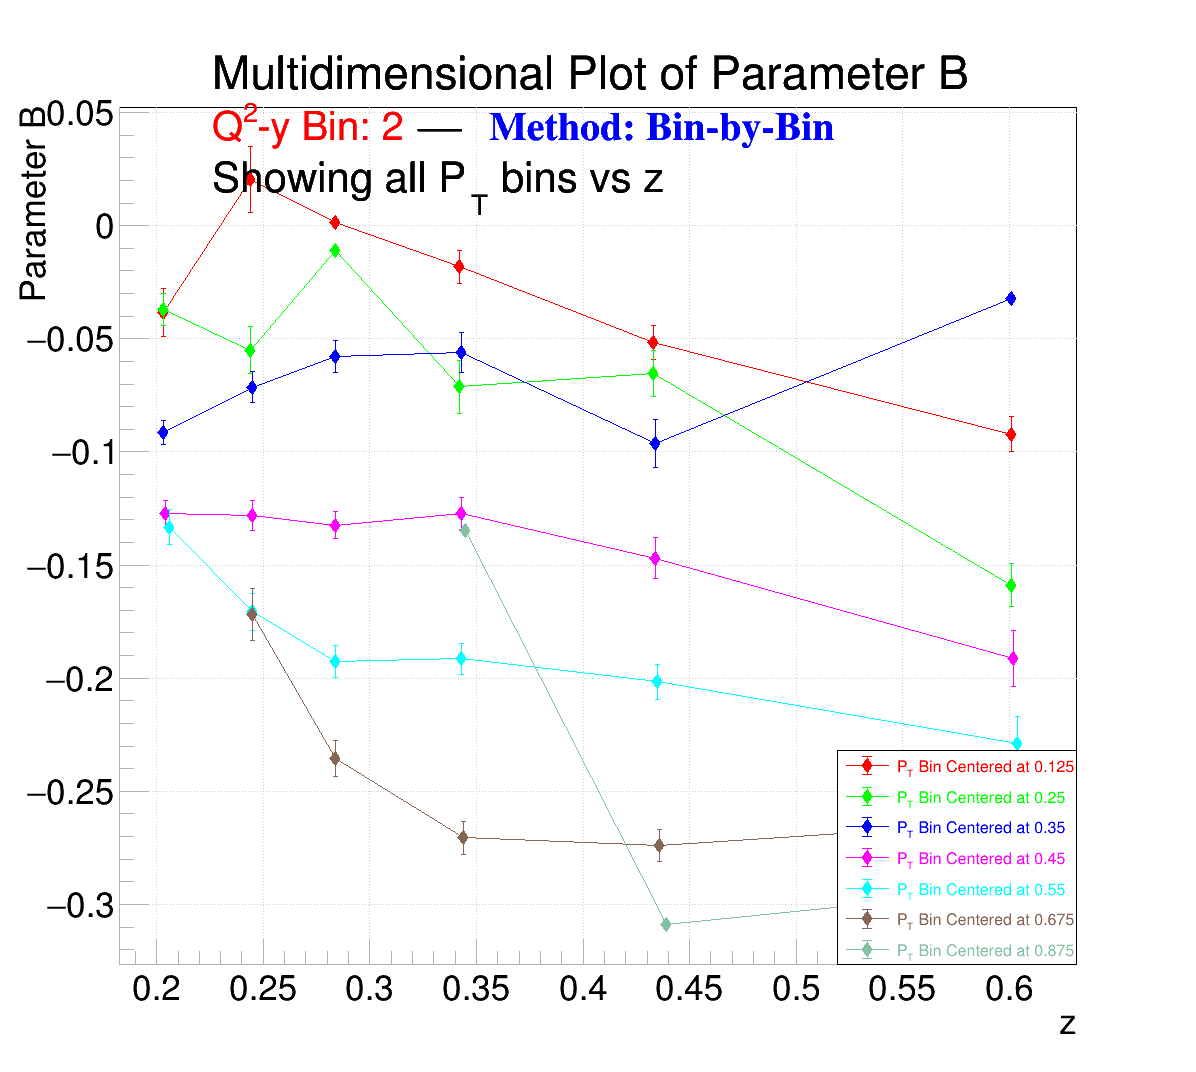 Multidimensional Plot of Parameter B
Q²-y Bin: 2 — Method: Bin-by-Bin
Showing all P_T bins vs z
Parameter B
0.05
0
−0.05
−0.1
−0.15
−0.2
−0.25
−0.3
P_T Bin Centered at 0.125
P_T Bin Centered at 0.25
P_T Bin Centered at 0.35
P_T Bin Centered at 0.45
P_T Bin Centered at 0.55
P_T Bin Centered at 0.675
P_T Bin Centered at 0.875
0.2 0.25 0.3 0.35 0.4 0.45 0.5 0.55 0.6
z